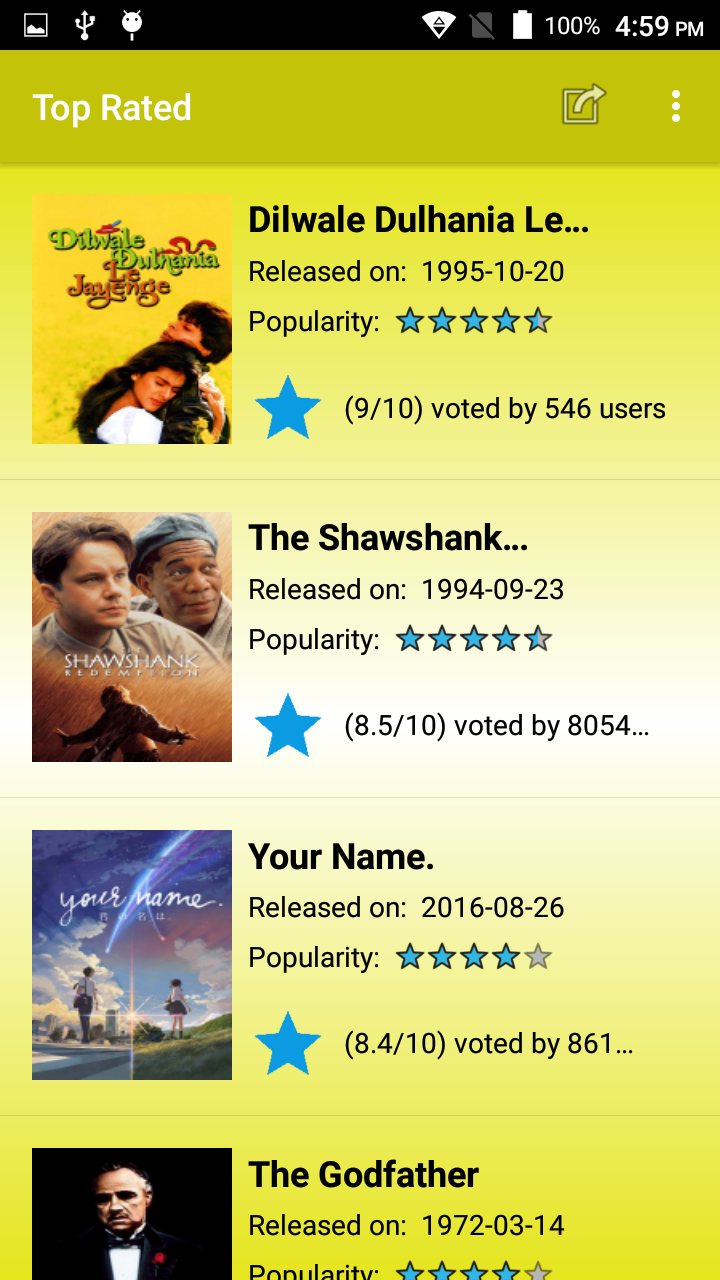 100% 4:59 PM
Top Rated
Dilwale
Dulhania
Le
Jayenge
Dilwale Dulhania Le...
Released on: 1995-10-20
Popularity:
(9/10) voted by 546 users
The Shawshank...
Released on: 1994-09-23
Popularity:
(8.5/10) voted by 8054...
SHAWSHANK
REDEMPTION
Your Name.
Released on: 2016-08-26
Popularity:
(8.4/10) voted by 861...
your name.
君の名は.
The Godfather
Released on: 1972-03-14
Popularity: